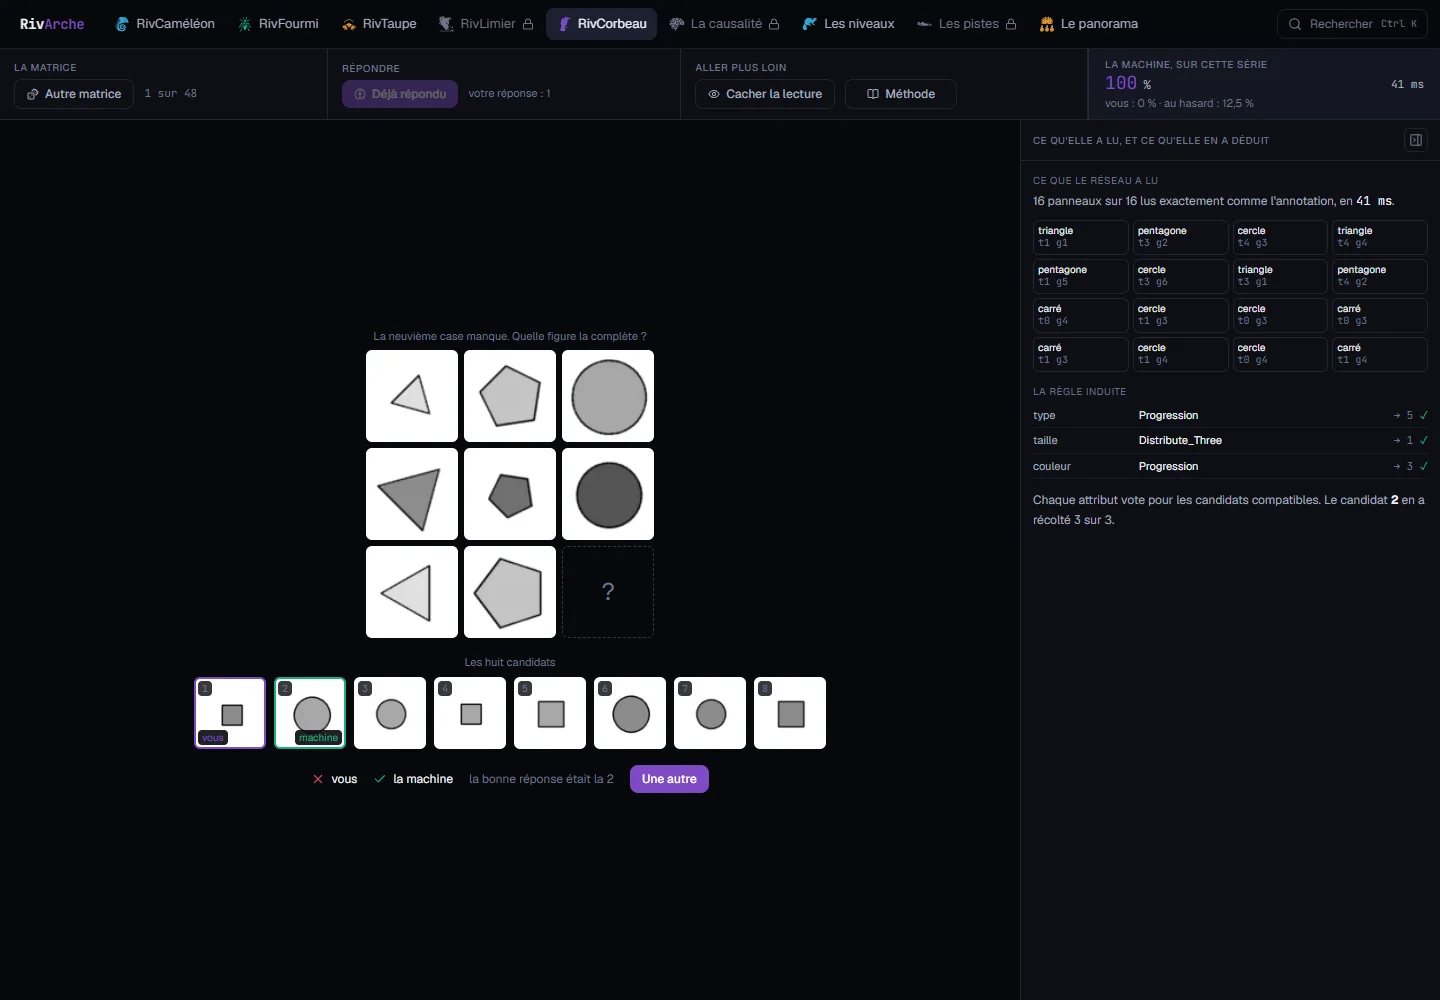 RivArche
RivCaméléon
RivFourmi
RivTaupe
RivLimier
RivCorbeau
La causalité
Les niveaux
Les pistes
Le panorama
Rechercher Ctrl K
LA MATRICE
Autre matrice
1 sur 48
RÉPONDRE
Déjà répondu
votre réponse : 1
ALLER PLUS LOIN
Cacher la lecture
Méthode
LA MACHINE, SUR CETTE SÉRIE
100 %
41 ms
vous : 0 % · au hasard : 12,5 %
La neuvième case manque. Quelle figure la complète ?
?
Les huit candidats
1
2
3
4
5
6
7
8
vous
machine
vous
la machine
la bonne réponse était la 2
Une autre
CE QU'ELLE A LU, ET CE QU'ELLE EN A DÉDUIT
CE QUE LE RÉSEAU A LU
16 panneaux sur 16 lus exactement comme l'annotation, en 41 ms.
triangle
t1 g1
pentagone
t3 g2
cercle
t4 g3
triangle
t4 g4
pentagone
t1 g5
cercle
t3 g6
triangle
t3 g1
pentagone
t4 g2
carré
t0 g4
cercle
t1 g3
cercle
t0 g3
carré
t0 g3
carré
t1 g3
cercle
t1 g4
cercle
t0 g4
carré
t1 g4
LA RÈGLE INDUITE
type Progression → 5 ✓
taille Distribute_Three → 1 ✓
couleur Progression → 3 ✓
Chaque attribut vote pour les candidats compatibles. Le candidat 2 en a
récolté 3 sur 3.